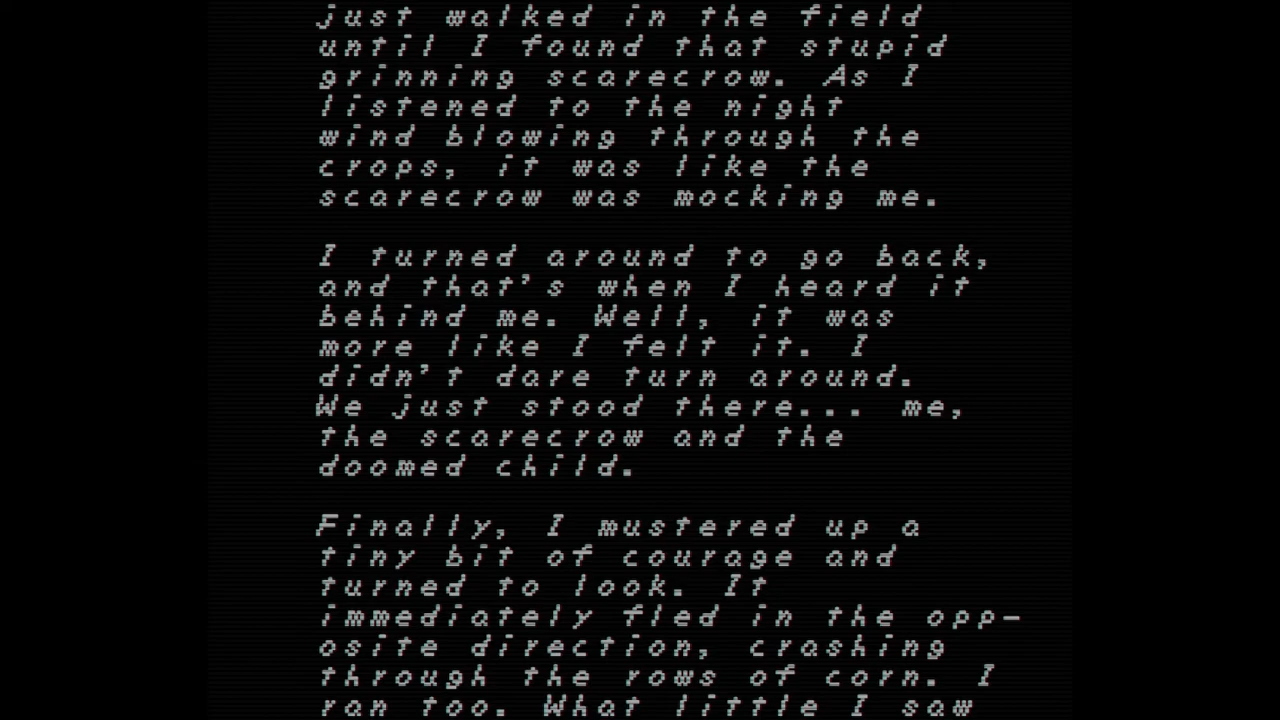 just walked in the field
until I found that stupid
grinning scarecrow. As I
listened to the night
wind blowing through the
crops, it was like the
scarecrow was mocking me.
I turned around to go back,
and that's when I heard it
behind me. Well, it was
more like I felt it. I
didn't dare turn around.
We just stood there... me,
the scarecrow and the
doomed child.
Finally, I mustered up a
tiny bit of courage and
turned to look. It
immediately fled in the opp-
osite direction, crashing
through the rows of corn. I
ran too. What little I saw